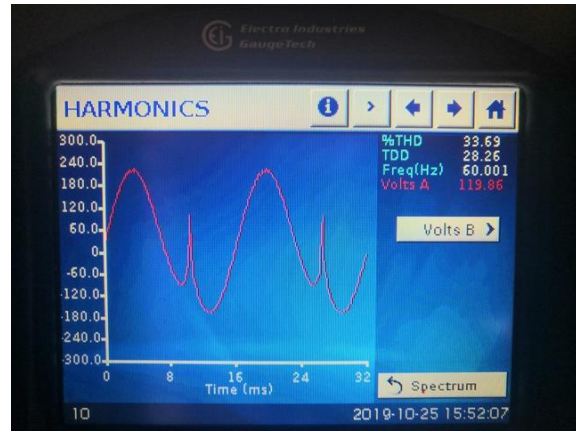 Electro Industries
GaugeTech
HARMONICS
300.0
240.0
180.0
120.0
60.0
0
-60.0
-120.0
-180.0
-240.0
-300.0
0 8 16 24 32
Time (ms)
%THD 33.69
TDD 28.26
Freq(Hz) 60.001
Volts A 119.86
Volts B
Spectrum
10
2019-10-25 15:52:07